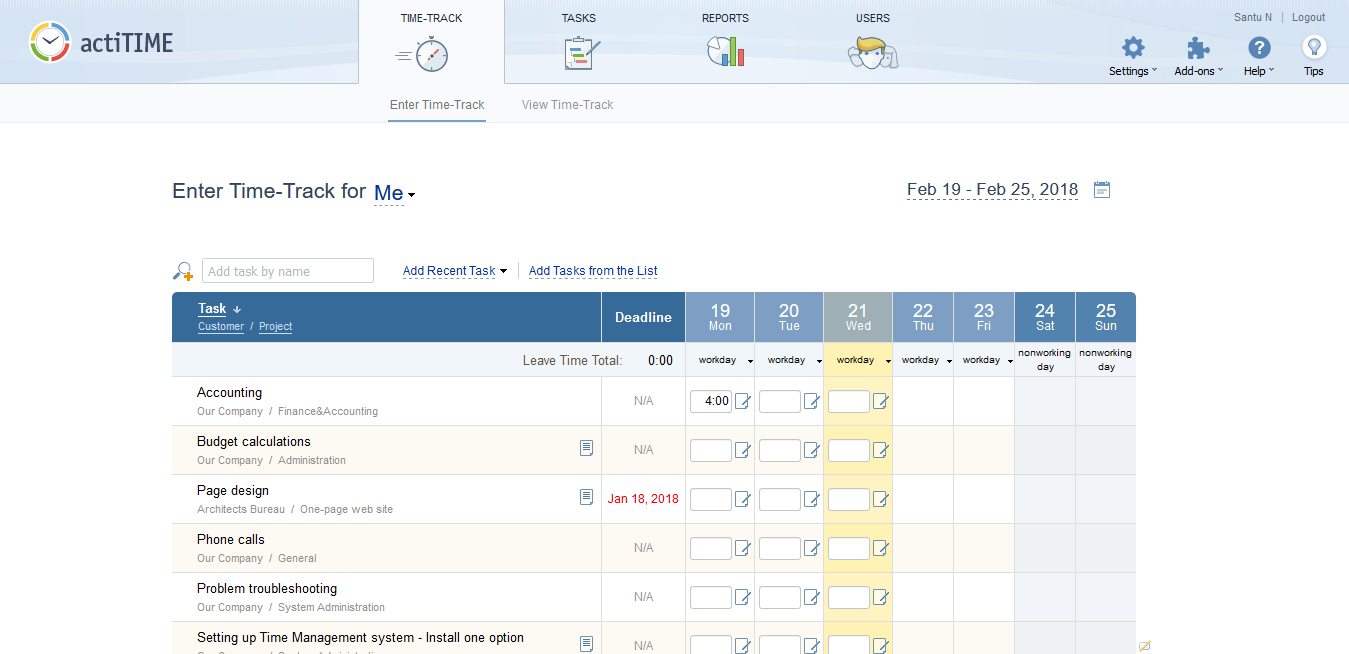 TIME-TRACK TASKS REPORTS USERS Santu N | Logout
actiTIME
Settings Add-ons Help Tips
Enter Time-Track View Time-Track
Enter Time-Track for Me Feb 19 - Feb 25, 2018
Add task by name Add Recent Task Add Tasks from the List
Task ↓ Deadline 19 20 21 22 23 24 25
Customer / Project Mon Tue Wed Thu Fri Sat Sun
Leave Time Total: 0:00 workday workday workday workday workday nonworking day nonworking day
Accounting N/A 4:00
Our Company / Finance&Accounting
Budget calculations N/A
Our Company / Administration
Page design Jan 18, 2018
Architects Bureau / One-page web site
Phone calls N/A
Our Company / General
Problem troubleshooting N/A
Our Company / System Administration
Setting up Time Management system - Install one option N/A